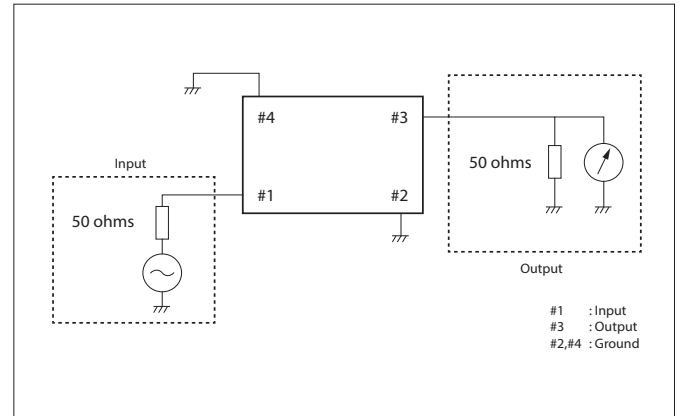 #4 #3
Input
50 ohms
#1 #2
50 ohms
Output
#1 : Input
#3 : Output
#2,#4 : Ground